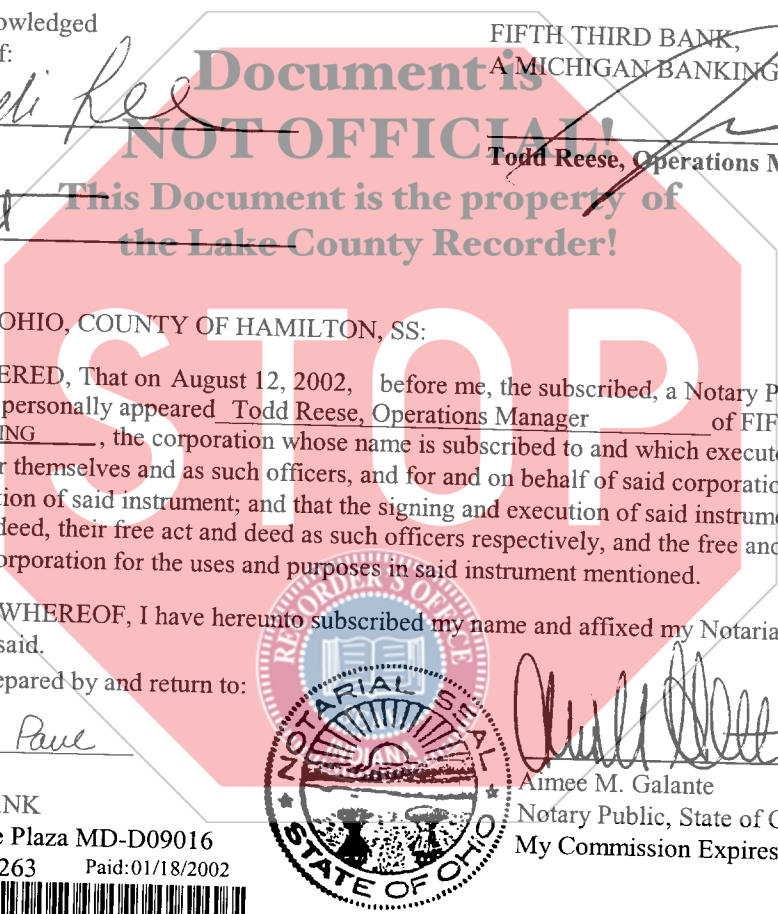 owledged
f:
FIFTH THIRD BANK,
A MICHIGAN BANKING
Document is
NOT OFFICIAL!
This Document is the property of
the Lake County Recorder!
Todd Reese, Operations M
STOP
OHIO, COUNTY OF HAMILTON, SS:
ERED, That on August 12, 2002, before me, the subscribed, a Notary P
personally appeared Todd Reese, Operations Manager of FIF
ING , the corporation whose name is subscribed to and which execute
r themselves and as such officers, and for and on behalf of said corporatio
tion of said instrument; and that the signing and execution of said instrume
deed, their free act and deed as such officers respectively, and the free and
orporation for the uses and purposes in said instrument mentioned.
WHEREOF, I have hereunto subscribed my name and affixed my Notaria
said.
epared by and return to:
RECORDER'S OFFICE
INDIANA
NOTARIAL SEAL
STATE OF OHIO
Paul
Aimee M. Galante
Notary Public, State of O
My Commission Expires
ANK
e Plaza MD-D09016
263 Paid:01/18/2002